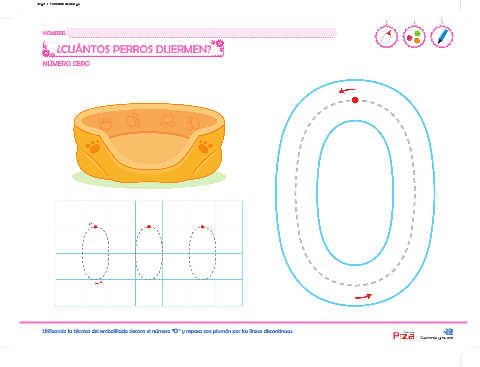 NOMBRE:
¿CUÁNTOS PERROS DUERMEN?
NÚMERO CERO
Utilizando la técnica del embolillado decora el número "0" y repasa con plumón por las líneas discontinuas.